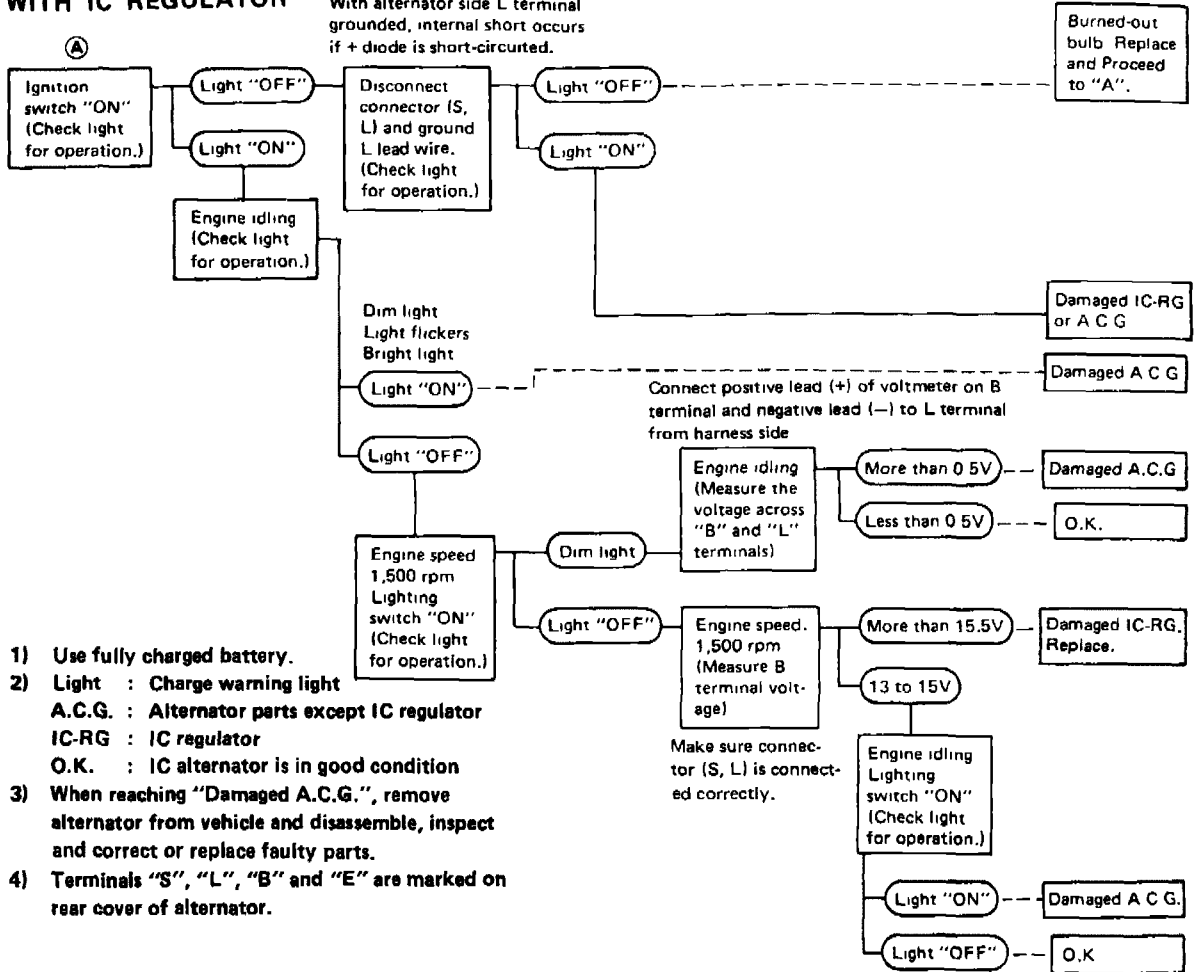 WITH IC REGULATOR
With alternator side L terminal
grounded, internal short occurs
if + diode is short-circuited.
A
Ignition
switch "ON"
(Check light
for operation.)
Light "OFF"
Light "ON"
Disconnect
connector (S,
L) and ground
L lead wire.
(Check light
for operation.)
Light "OFF"
Light "ON"
Burned-out
bulb Replace
and Proceed
to "A".
Engine idling
(Check light
for operation.)
Damaged IC-RG
or A C G
Dim light
Light flickers
Bright light
Light "ON"
Damaged A C G
Light "OFF"
Connect positive lead (+) of voltmeter on B
terminal and negative lead (—) to L terminal
from harness side
Engine idling
(Measure the
voltage across
"B" and "L"
terminals)
More than 0 5V
Damaged A.C.G
Less than 0 5V
O.K.
Engine speed
1,500 rpm
Lighting
switch "ON"
(Check light
for operation.)
Dim light
Light "OFF"
Engine speed.
1,500 rpm
(Measure B
terminal volt-
age)
More than 15.5V
Damaged IC-RG.
Replace.
13 to 15V
Make sure connec-
tor (S, L) is connect-
ed correctly.
Engine idling
Lighting
switch "ON"
(Check light
for operation.)
Light "ON"
Damaged A C G.
Light "OFF"
O.K
1) Use fully charged battery.
2) Light : Charge warning light
A.C.G. : Alternator parts except IC regulator
IC-RG : IC regulator
O.K. : IC alternator is in good condition
3) When reaching "Damaged A.C.G.", remove
alternator from vehicle and disassemble, inspect
and correct or replace faulty parts.
4) Terminals "S", "L", "B" and "E" are marked on
rear cover of alternator.